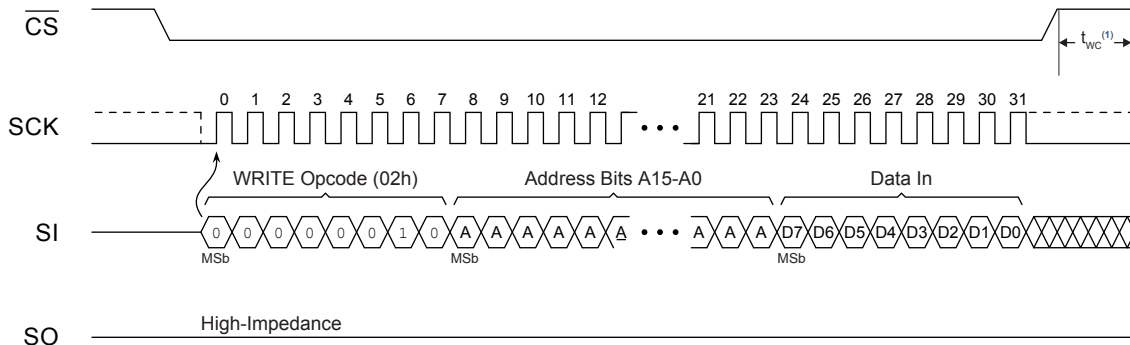 CS
tWC(1)
0 1 2 3 4 5 6 7 8 9 10 11 12 21 22 23 24 25 26 27 28 29 30 31
SCK
WRITE Opcode (02h) Address Bits A15-A0 Data In
SI 0 0 0 0 0 0 1 0 A A A A A A A A A D7 D6 D5 D4 D3 D2 D1 D0
MSb MSb MSb
High-Impedance
SO